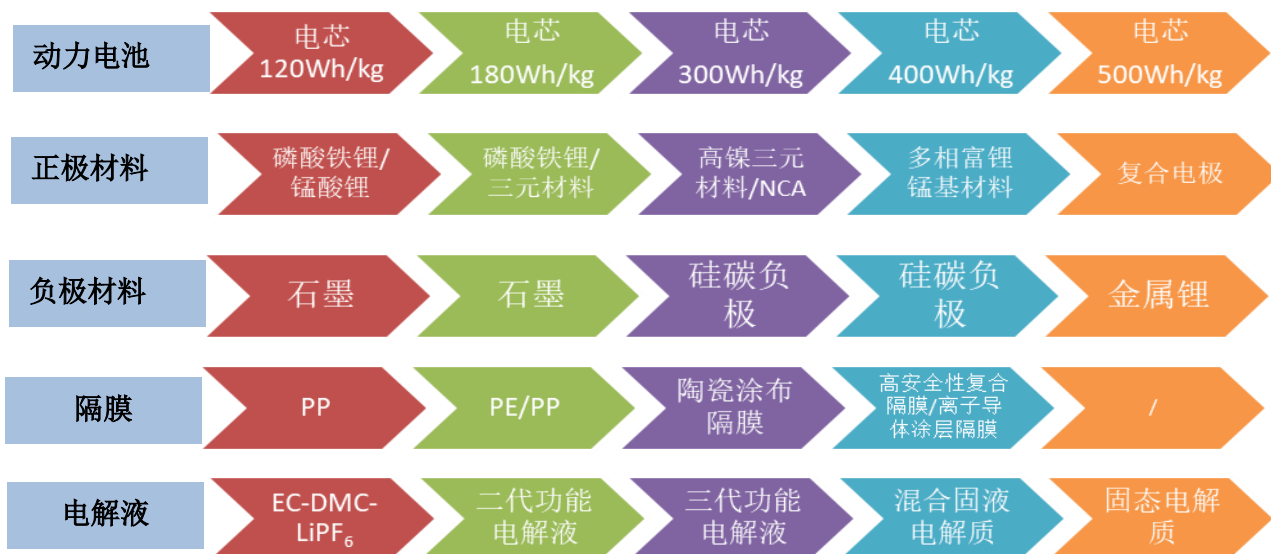 动力电池
电芯
120Wh/kg
电芯
180Wh/kg
电芯
300Wh/kg
电芯
400Wh/kg
电芯
500Wh/kg
正极材料
磷酸铁锂/
锰酸锂
磷酸铁锂/
三元材料
高镍三元
材料/NCA
多相富锂
锰基材料
复合电极
负极材料
石墨
石墨
硅碳负
极
硅碳负
极
金属锂
隔膜
PP
PE/PP
陶瓷涂布
隔膜
高安全性复合
隔膜/离子导
体涂层隔膜
/
电解液
EC-DMC-
LiPF₆
二代功能
电解液
三代功能
电解液
混合固液
电解质
固态电解
质